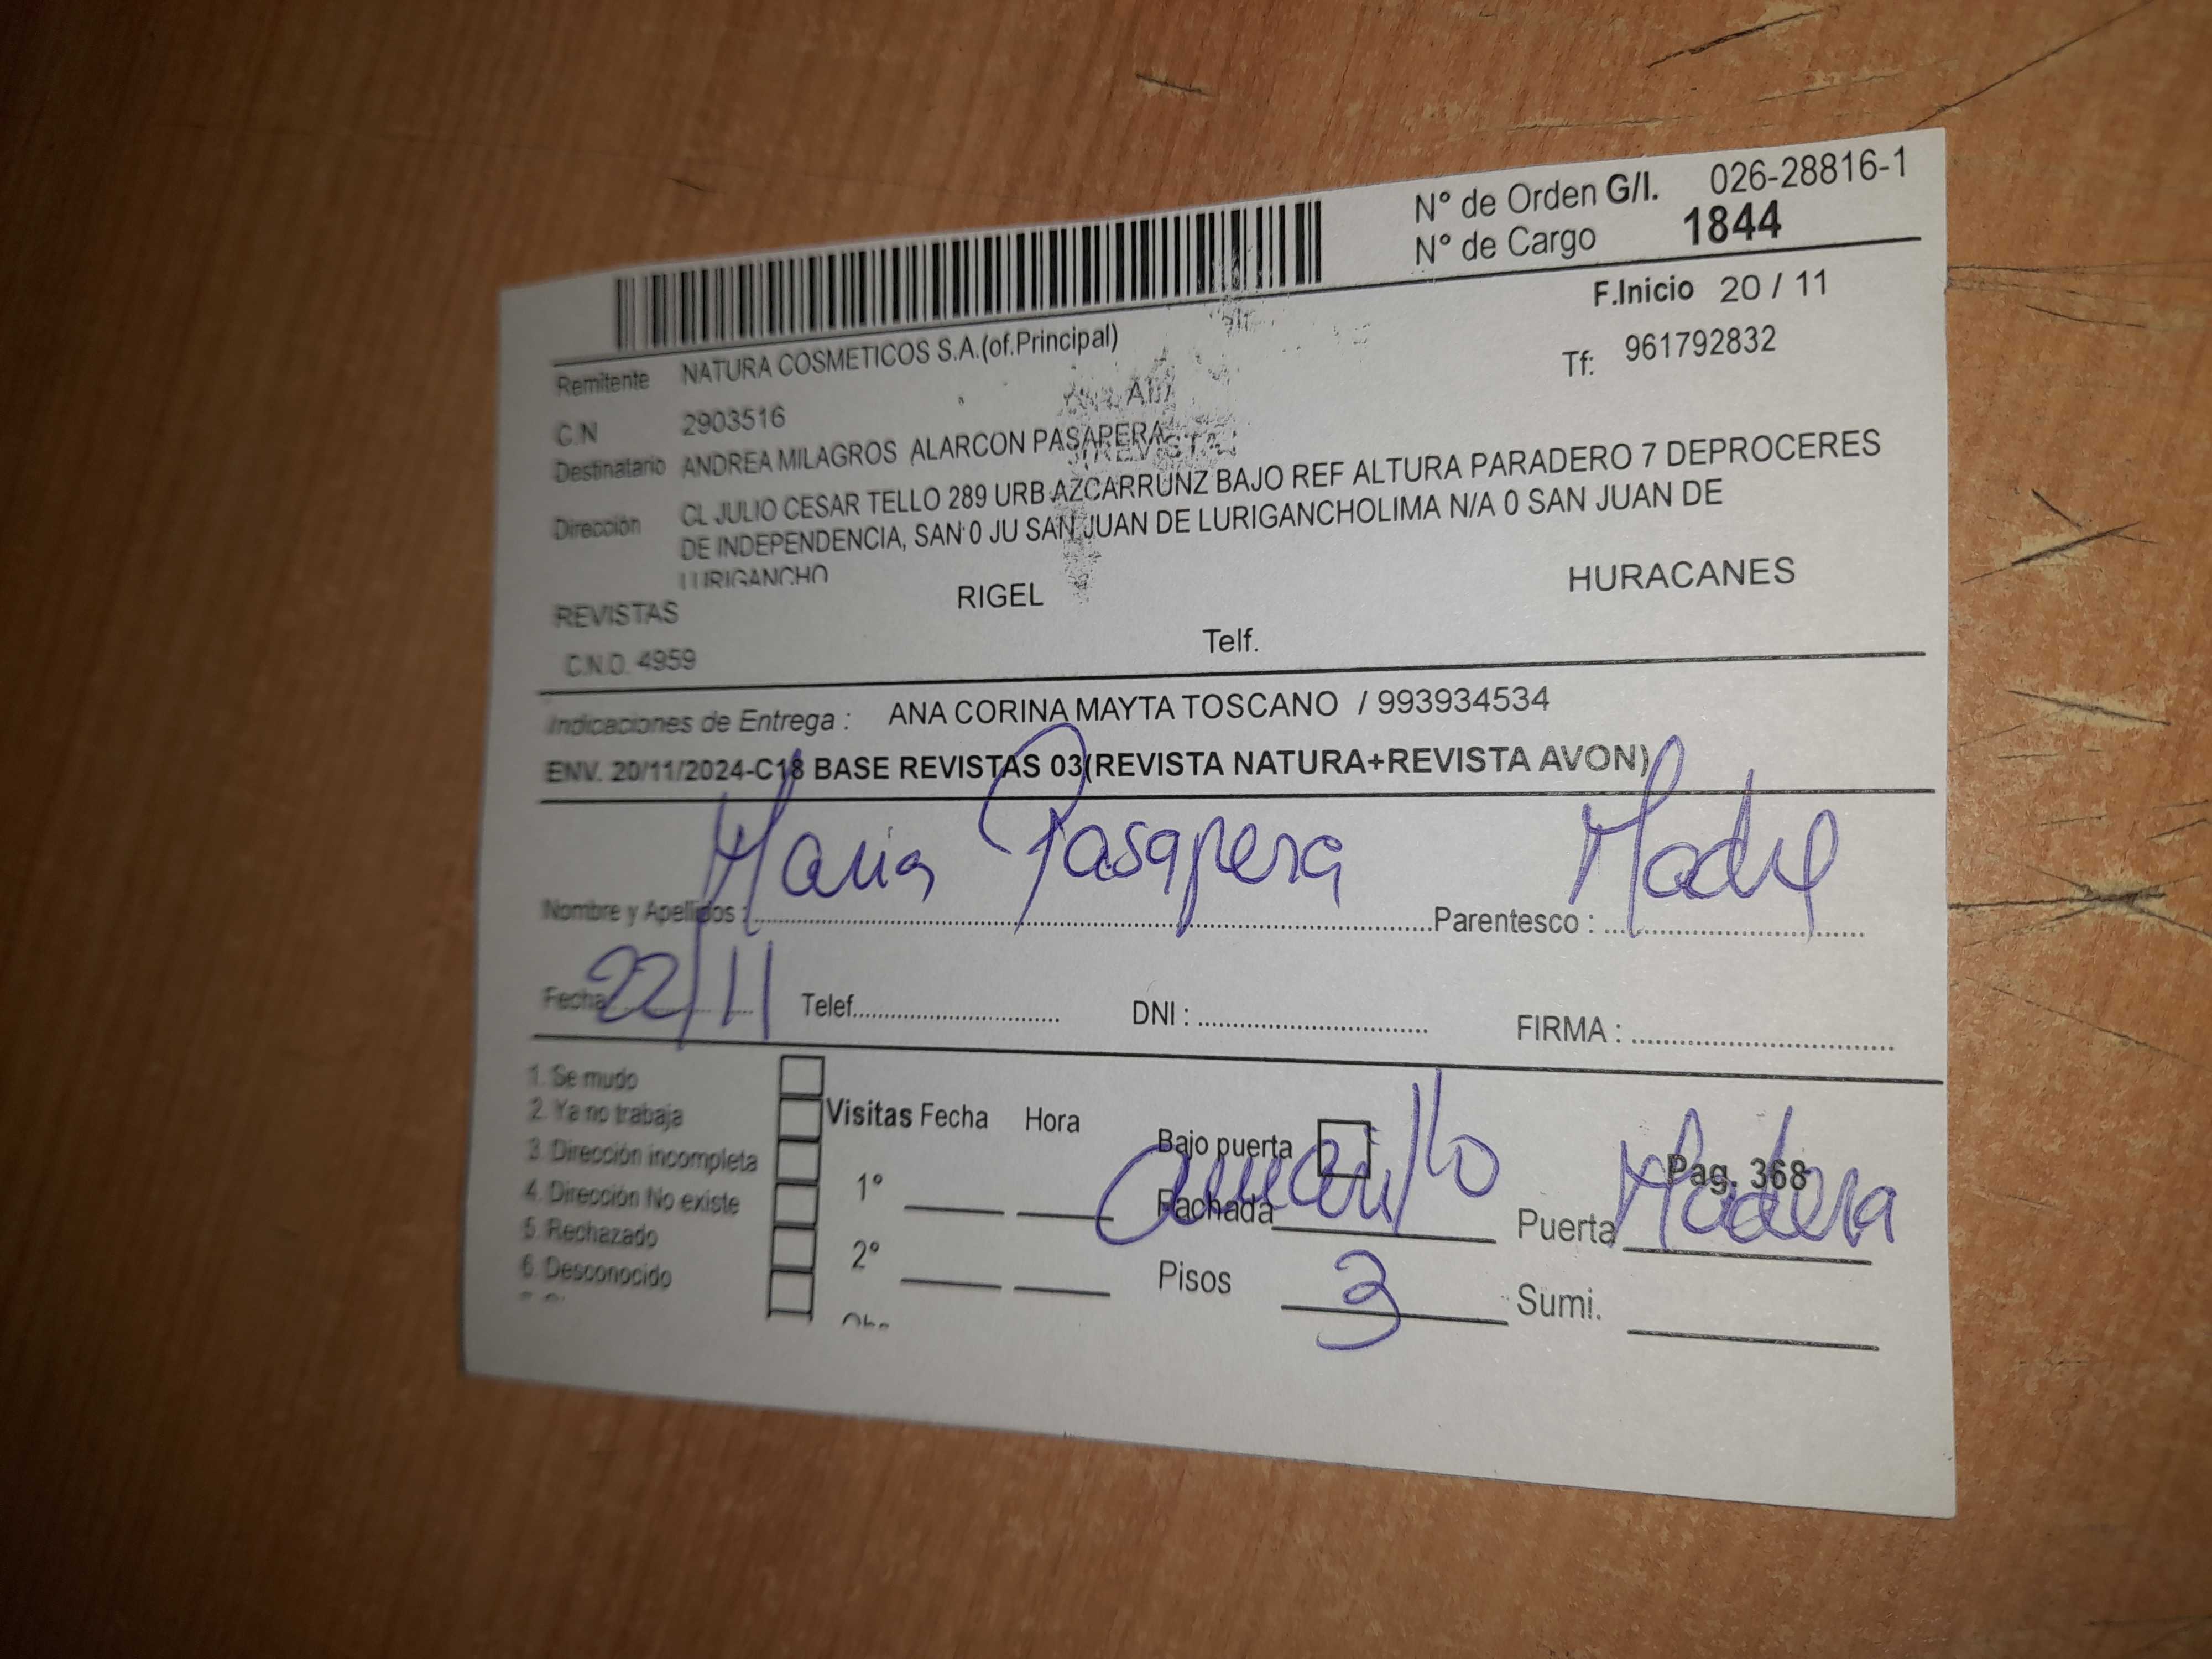 N° de Orden G/I. 026-28816-1
N° de Cargo 1844
F.Inicio 20 / 11
Remitente NATURA COSMETICOS S.A.(of.Principal)
Tf: 961792832
C.N 2903516
Destinatario ANDREA MILAGROS ALARCON PASAPERA
Dirección CL JULIO CESAR TELLO 289 URB AZCARRUNZ BAJO REF ALTURA PARADERO 7 DEPROCERES
DE INDEPENDENCIA, SAN 0 JU SAN JUAN DE LURIGANCHOLIMA N/A 0 SAN JUAN DE
LURIGANCHO
REVISTAS RIGEL HURACANES
C.N.O. 4959 Telf.
Indicaciones de Entrega : ANA CORINA MAYTA TOSCANO / 993934534
ENV. 20/11/2024-C18 BASE REVISTAS 03(REVISTA NATURA+REVISTA AVON)
Nombre y Apellidos : Maria Pasapera Parentesco : Madre
Fecha 22/11 Telef. DNI : FIRMA :
1. Se mudo
2. Ya no trabaja
3. Dirección incompleta
4. Dirección No existe
5. Rechazado
6. Desconocido
Visitas Fecha Hora
1°
2°
Bajo puerta
Pag. 368
Fachada amarillo Puerta Madera
Pisos 3 Sumi.